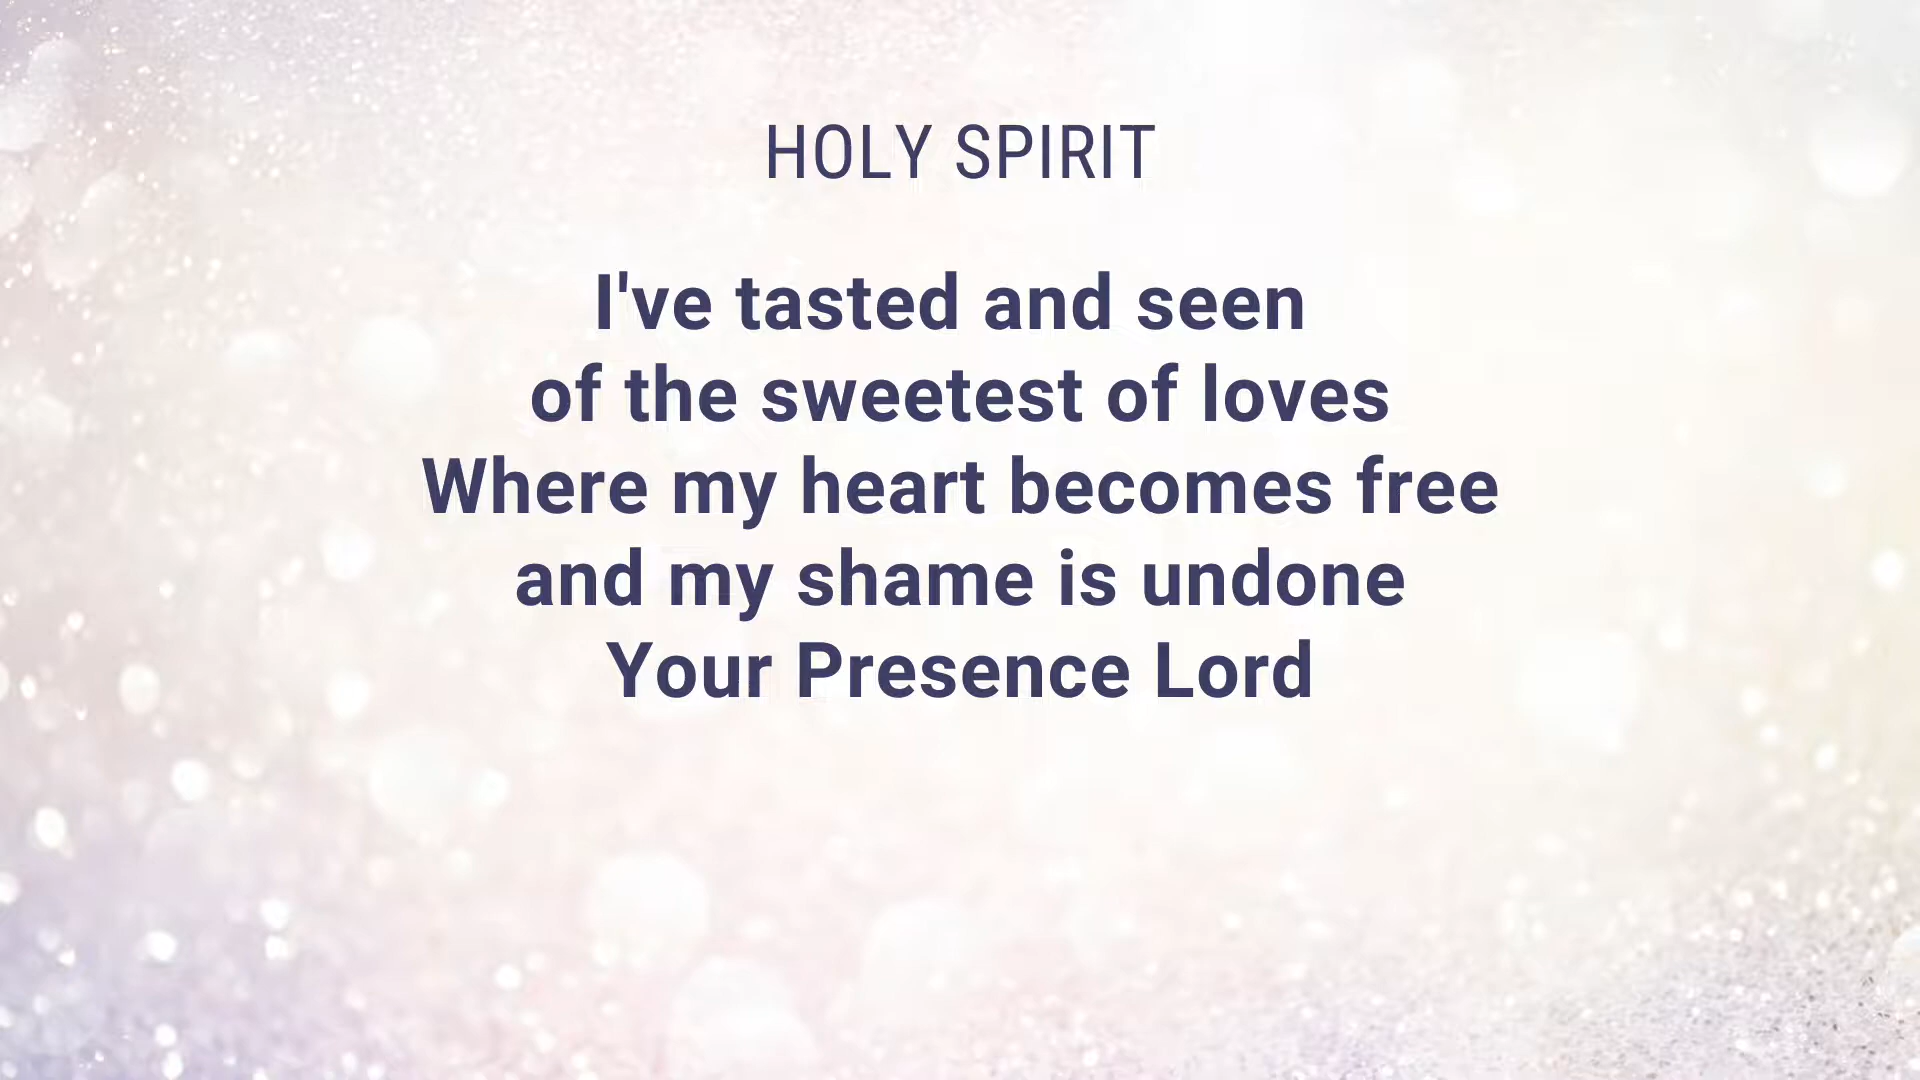 HOLY SPIRIT
I've tasted and seen
of the sweetest of loves
Where my heart becomes free
and my shame is undone
Your Presence Lord